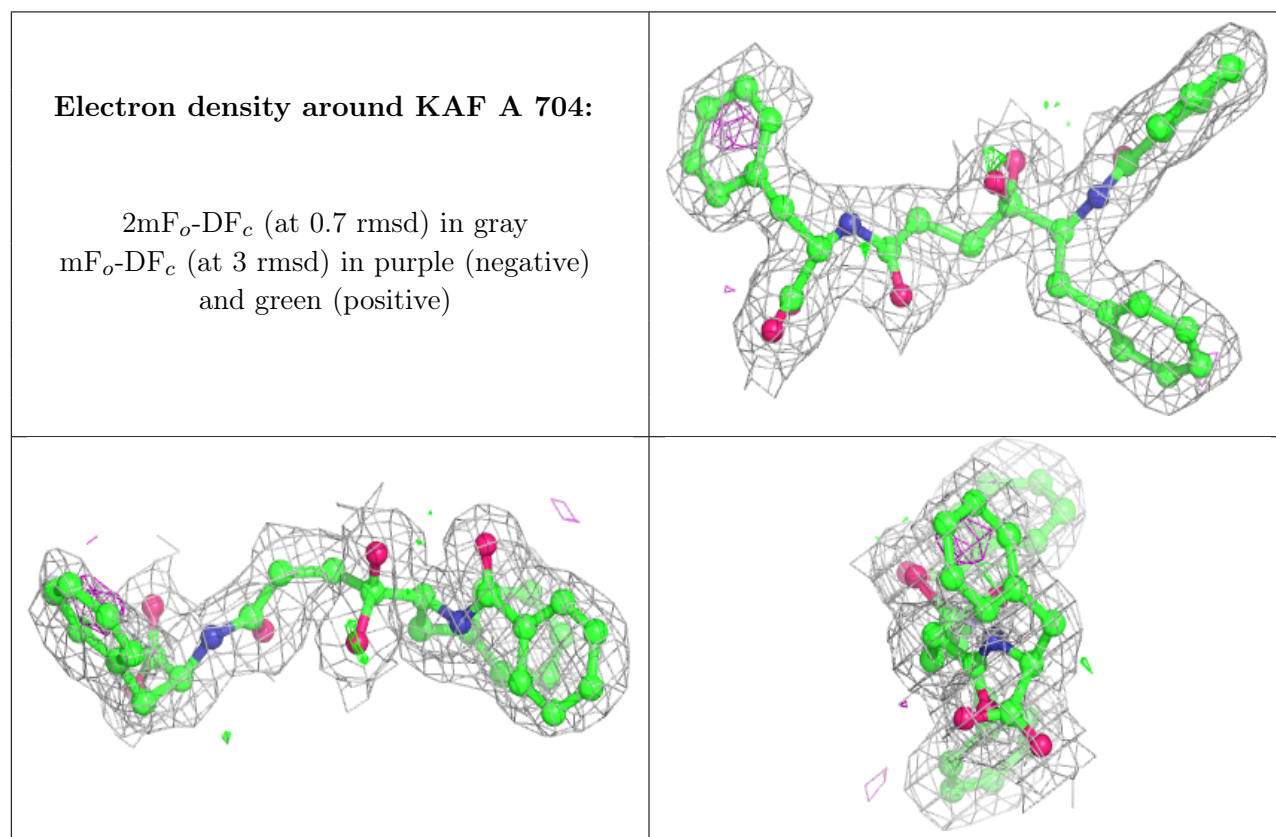 Electron density around KAF A 704:
2mFo-DFc (at 0.7 rmsd) in gray
mFo-DFc (at 3 rmsd) in purple (negative)
and green (positive)